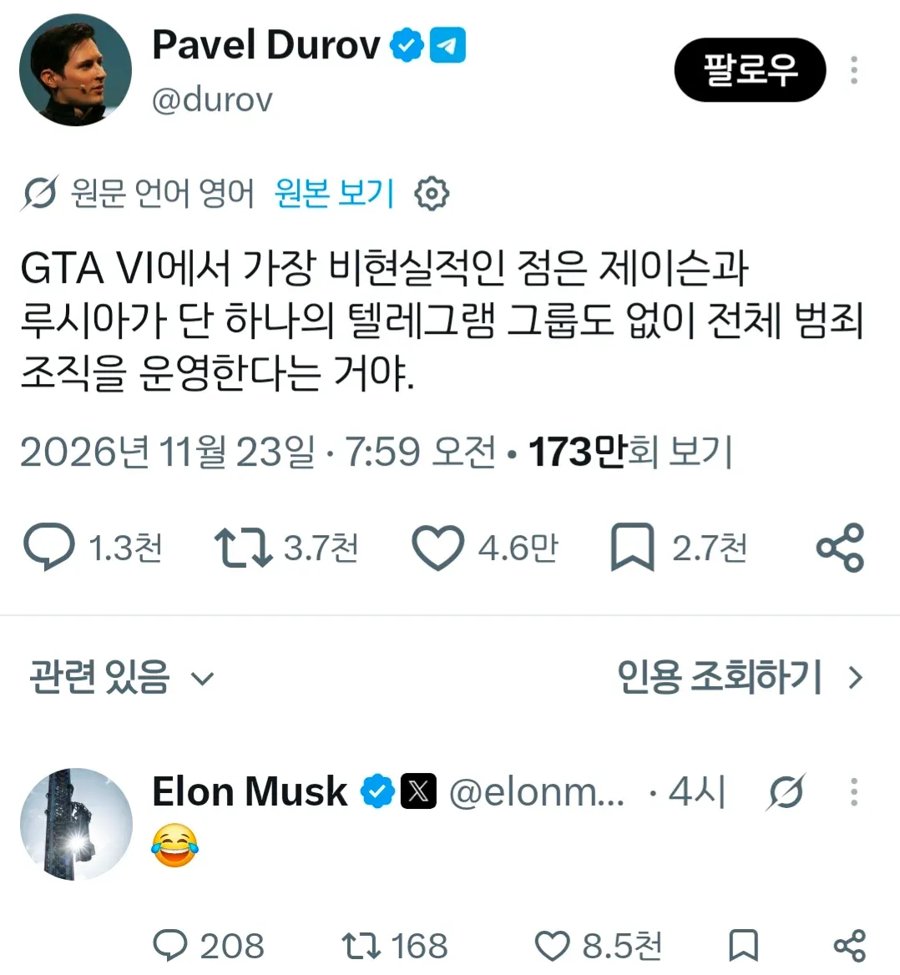 Pavel Durov
@durov
팔로우
원문 언어 영어 원본 보기
GTA VI에서 가장 비현실적인 점은 제이슨과
루시아가 단 하나의 텔레그램 그룹도 없이 전체 범죄
조직을 운영한다는 거야.
2026년 11월 23일 · 7:59 오전 · 173만회 보기
1.3천 3.7천 4.6만 2.7천
관련 있음 인용 조회하기
Elon Musk @elonm... · 4시
😂
208 168 8.5천